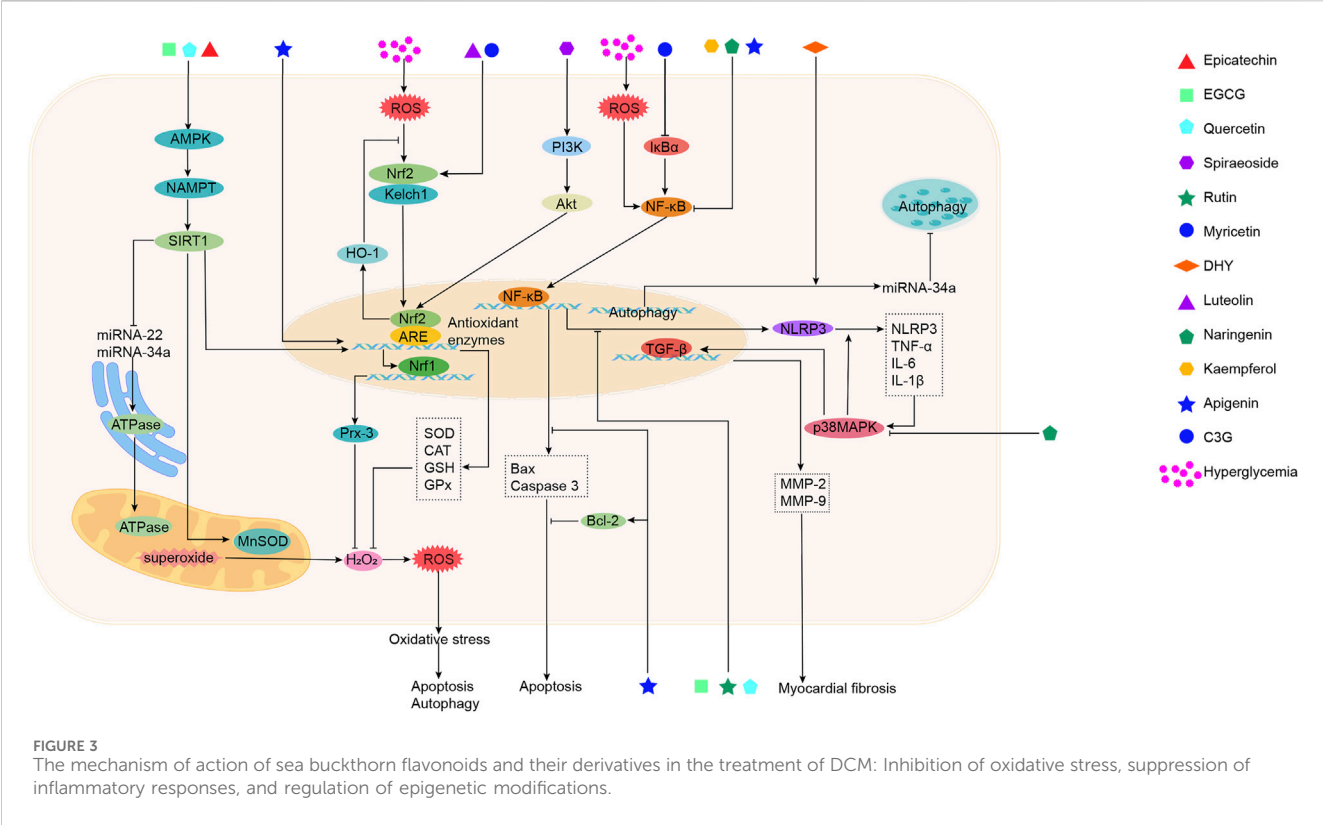 AMPK
NAMPT
SIRT1
miRNA-22
miRNA-34a
ATPase
ATPase
MnSOD
superoxide
H₂O₂
ROS
Oxidative stress
Apoptosis
Autophagy
ROS
Nrf2
Kelch1
HO-1
Nrf2
ARE
Antioxidant
enzymes
Nrf1
Prx-3
SOD
CAT
GSH
GPx
PI3K
Akt
ROS
IκBα
NF-κB
NF-κB
Autophagy
TGF-β
Bax
Caspase 3
Bcl-2
Apoptosis
Autophagy
miRNA-34a
NLRP3
NLRP3
TNF-α
IL-6
IL-1β
p38MAPK
MMP-2
MMP-9
Myocardial fibrosis
Epicatechin
EGCG
Quercetin
Spiraeoside
Rutin
Myricetin
DHY
Luteolin
Naringenin
Kaempferol
Apigenin
C3G
Hyperglycemia
FIGURE 3
The mechanism of action of sea buckthorn flavonoids and their derivatives in the treatment of DCM: Inhibition of oxidative stress, suppression of
inflammatory responses, and regulation of epigenetic modifications.